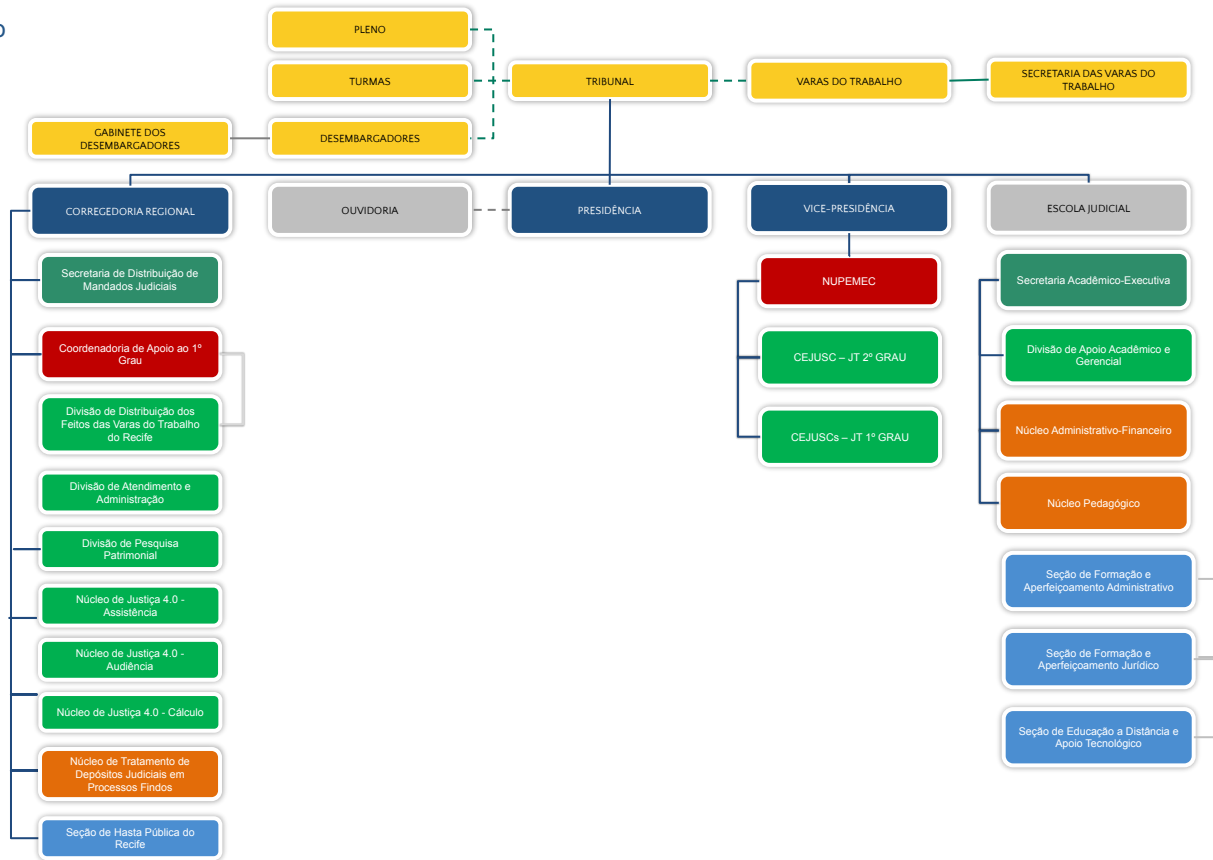 o
PLENO
TURMAS
TRIBUNAL
VARAS DO TRABALHO
SECRETARIA DAS VARAS DO
TRABALHO
GABINETE DOS
DESEMBARGADORES
DESEMBARGADORES
CORREGEDORIA REGIONAL
OUVIDORIA
PRESIDÊNCIA
VICE-PRESIDÊNCIA
ESCOLA JUDICIAL
Secretaria de Distribuição de
Mandados Judiciais
Coordenadoria de Apoio ao 1º
Grau
Divisão de Distribuição dos
Feitos das Varas do Trabalho
do Recife
Divisão de Atendimento e
Administração
Divisão de Pesquisa
Patrimonial
Núcleo de Justiça 4.0 -
Assistência
Núcleo de Justiça 4.0 -
Audiência
Núcleo de Justiça 4.0 - Cálculo
Núcleo de Tratamento de
Depósitos Judiciais em
Processos Findos
Seção de Hasta Pública do
Recife
NUPEMEC
CEJUSC – JT 2º GRAU
CEJUSCs – JT 1º GRAU
Secretaria Acadêmico-Executiva
Divisão de Apoio Acadêmico e
Gerencial
Núcleo Administrativo-Financeiro
Núcleo Pedagógico
Seção de Formação e
Aperfeiçoamento Administrativo
Seção de Formação e
Aperfeiçoamento Jurídico
Seção de Educação a Distância e
Apoio Tecnológico